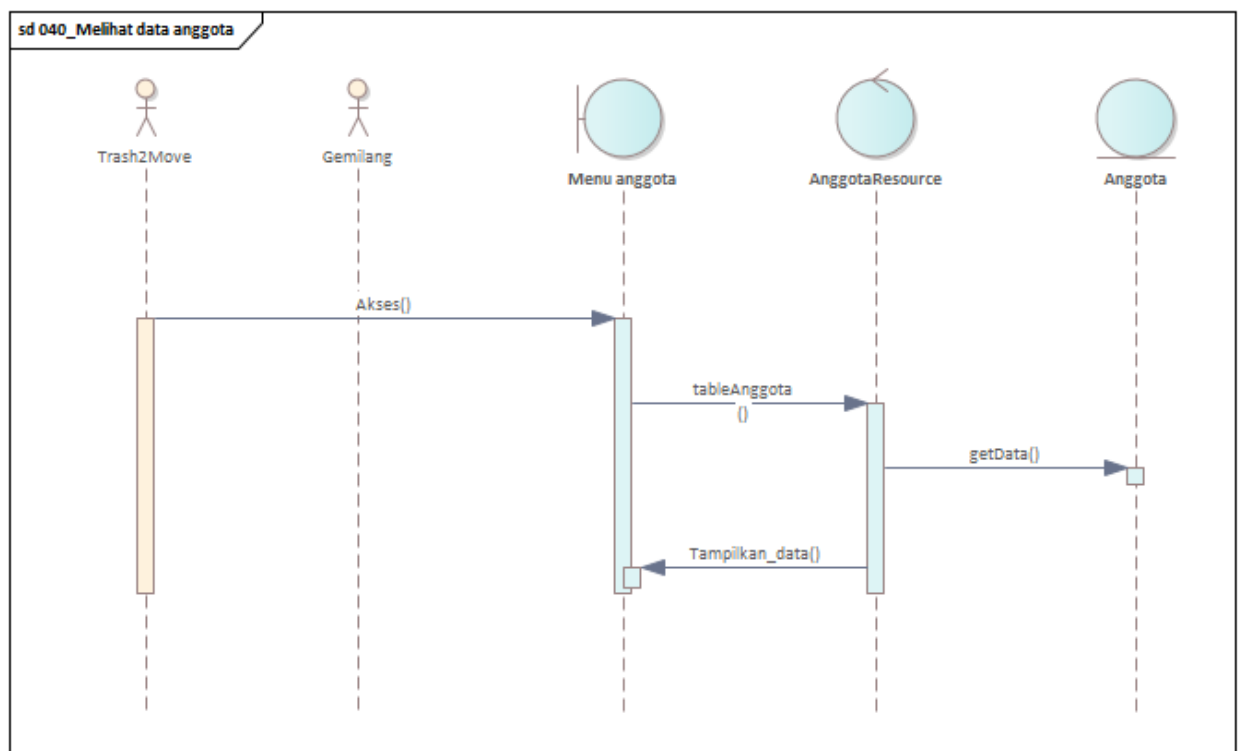 sd 040_Melihat data anggota
Trash2Move
Gemilang
Menu anggota
AnggotaResource
Anggota
Akses()
tableAnggota
()
getData()
Tampilkan_data()